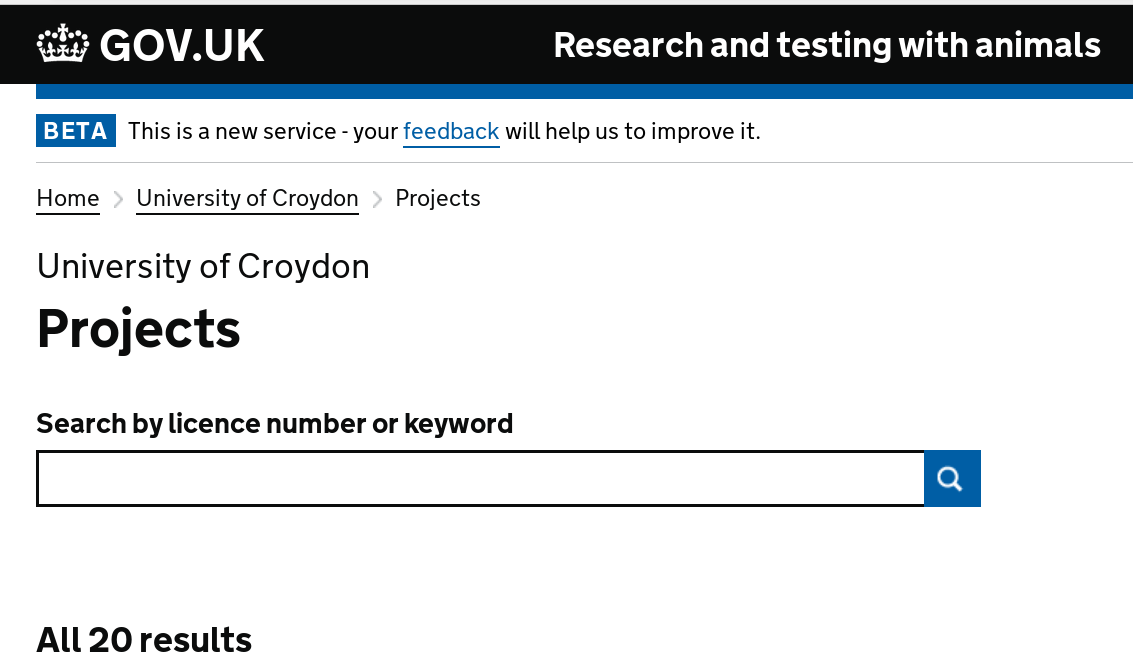 GOV.UK Research and testing with animals
BETA This is a new service - your feedback will help us to improve it.
Home University of Croydon Projects
University of Croydon
Projects
Search by licence number or keyword
All 20 results